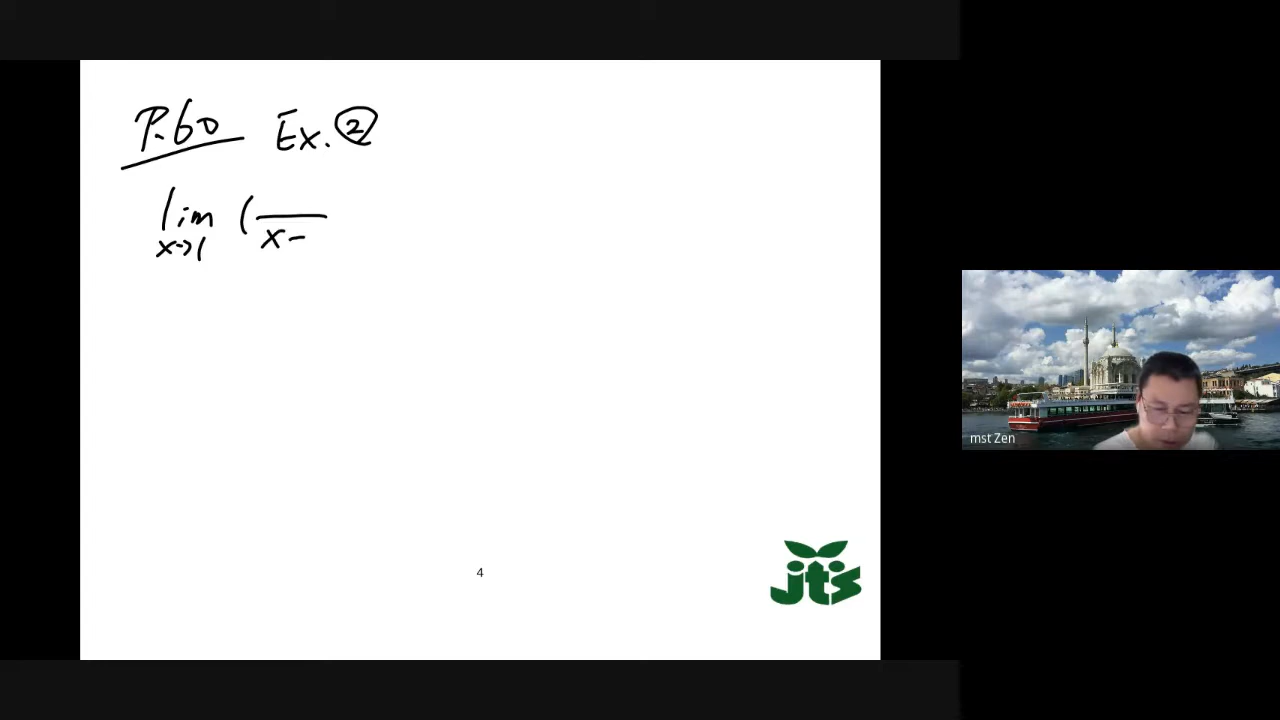 P.60 Ex. ②
lim ( ―
x→1 x -
4
jts
mst Zen